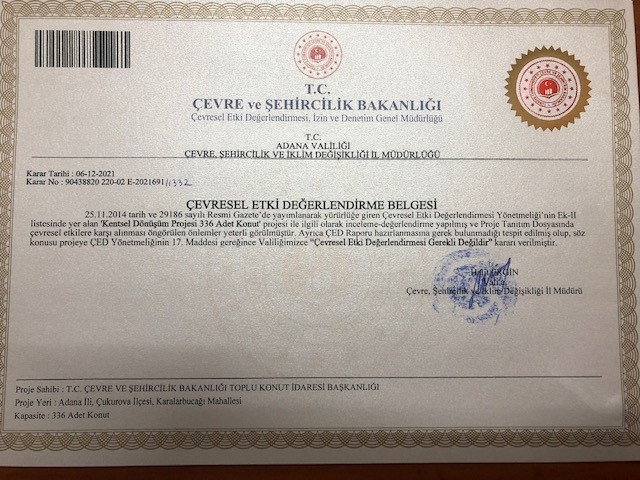 T.C.
ÇEVRE ve ŞEHİRCİLİK BAKANLIĞI
Çevresel Etki Değerlendirmesi, İzin ve Denetim Genel Müdürlüğü
T.C.
ADANA VALİLİĞİ
ÇEVRE, ŞEHİRCİLİK VE İKLİM DEĞİŞİKLİĞİ İL MÜDÜRLÜĞÜ
Karar Tarihi : 06-12-2021
Karar No : 90438820 220-02 E-2021691/1332
ÇEVRESEL ETKİ DEĞERLENDİRME BELGESİ
25.11.2014 tarih ve 29186 sayılı Resmi Gazete'de yayımlanarak yürürlüğe giren Çevresel Etki Değerlendirmesi Yönetmeliği'nin Ek-II
listesinde yer alan 'Kentsel Dönüşüm Projesi 336 Adet Konut' projesi ile ilgili olarak inceleme-değerlendirme yapılmış ve Proje Tanıtım Dosyasında
çevresel etkilere karşı alınması öngörülen önlemler yeterli görülmüştür. Ayrıca ÇED Raporu hazırlanmasına gerek bulunmadığı tespit edilmiş olup, söz
konusu projeye ÇED Yönetmeliğinin 17. Maddesi gereğince Valiliğimizce "Çevresel Etki Değerlendirmesi Gerekli Değildir" kararı verilmiştir.
ERGİN
Vali a.
Çevre, Şehircilik ve İklim Değişikliği İl Müdürü
Proje Sahibi : T.C. ÇEVRE VE ŞEHİRCİLİK BAKANLIĞI TOPLU KONUT İDARESİ BAŞKANLIĞI
Proje Yeri : Adana İli, Çukurova İlçesi, Karalarbucağı Mahallesi
Kapasite : 336 Adet Konut